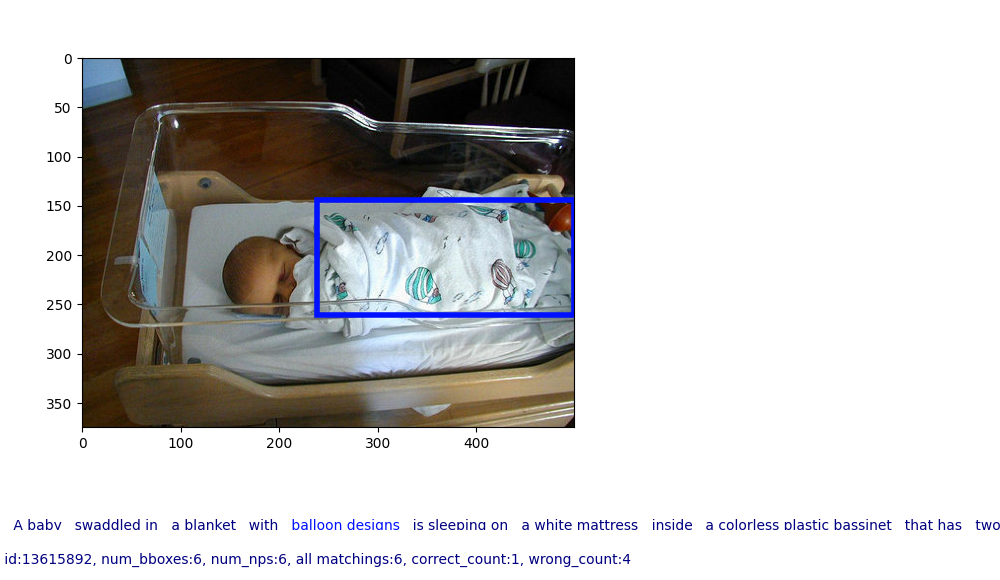 0
50
100
150
200
250
300
350
0 100 200 300 400
A baby swaddled in a blanket with balloon designs is sleeping on a white mattress inside a colorless plastic bassinet that has two
id:13615892, num_bboxes:6, num_nps:6, all matchings:6, correct_count:1, wrong_count:4